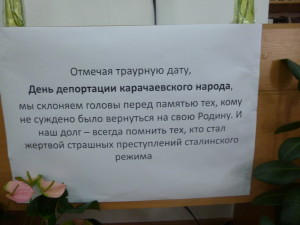 Отмечая траурную дату,
День депортации карачаевского народа,
мы склоняем головы перед памятью тех, кому
не суждено было вернуться на свою Родину. И
наш долг – всегда помнить тех, кто стал
жертвой страшных преступлений сталинского
режима